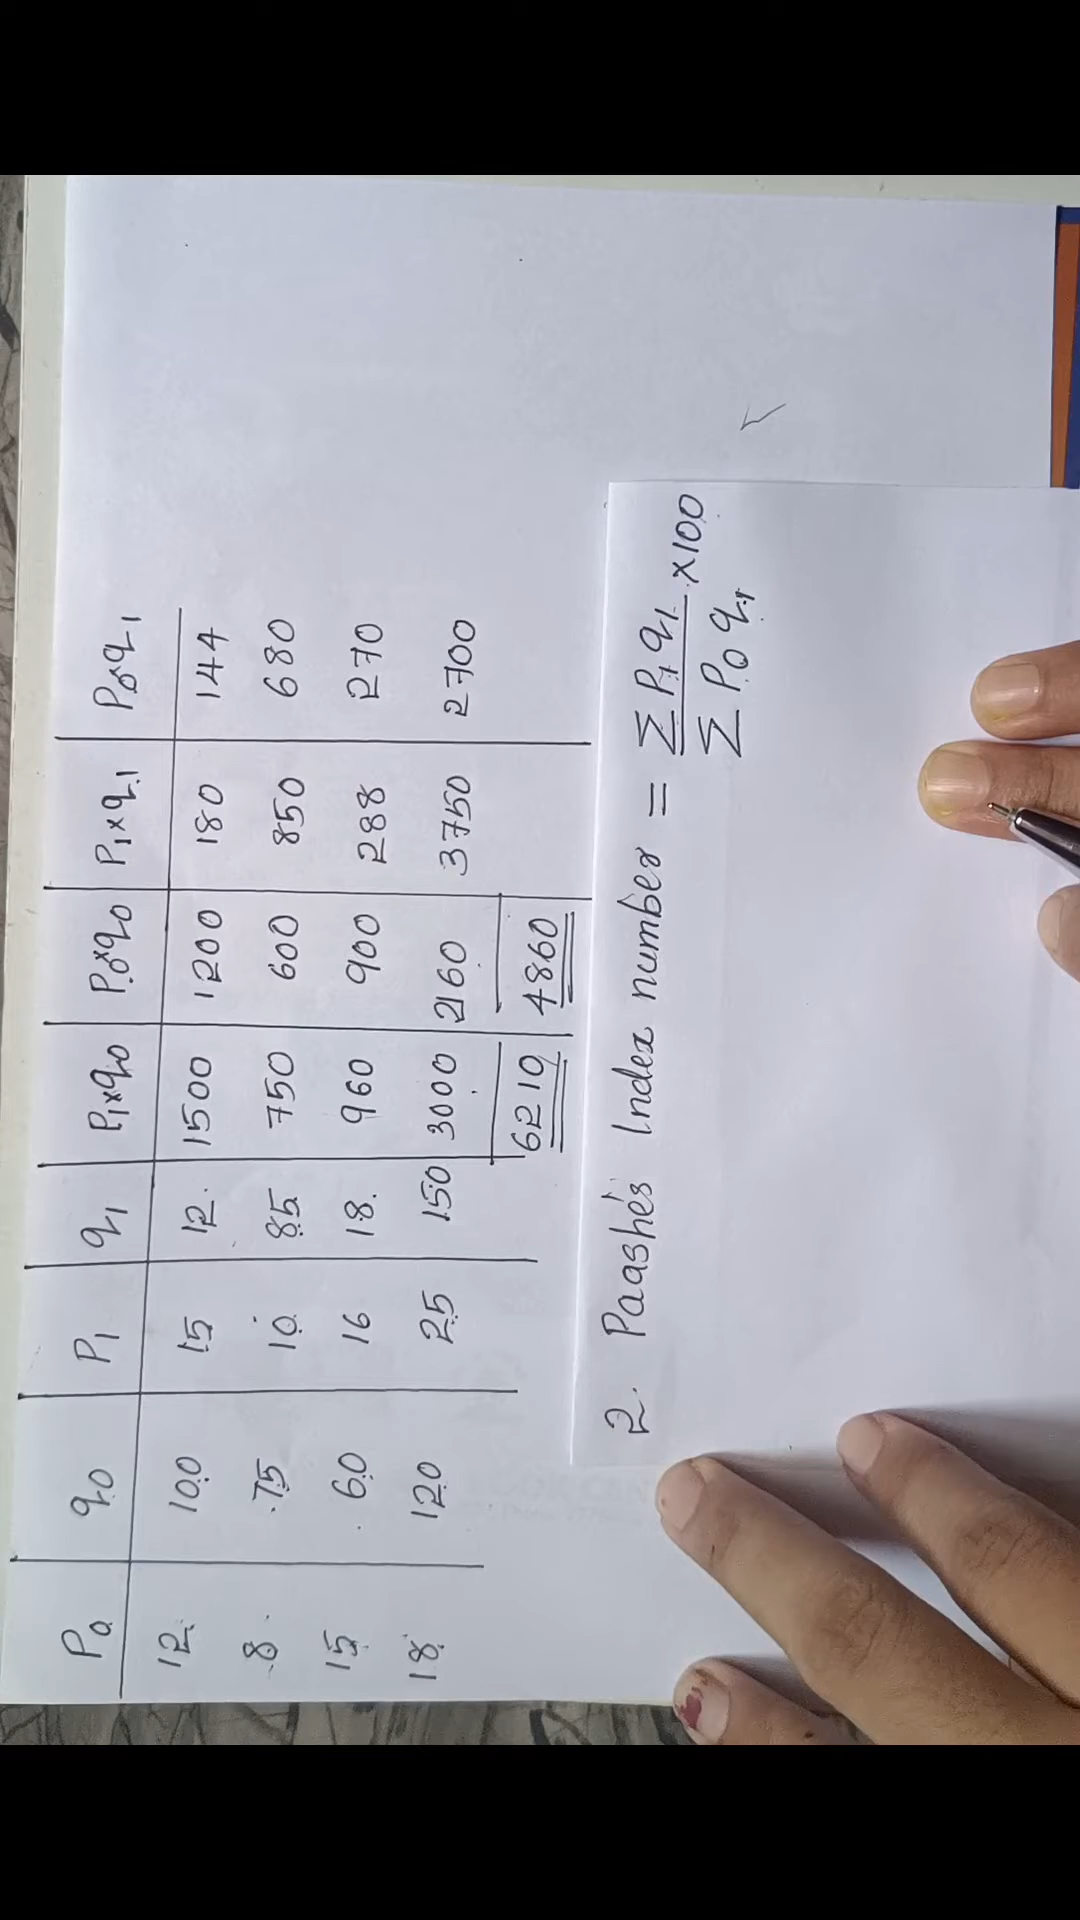 P0 q0 P1 q1 P1×q0 P0×q0 P1×q1 P0×q1
12 100 15 12 1500 1200 180 144
8 75 10 85 750 600 850 680
15 60 16 18 960 900 288 270
18 120 25 150 3000 2160 3750 2700
6210 4860
2. Paashe's Index number = ΣP1q1 / ΣP0q1 ×100